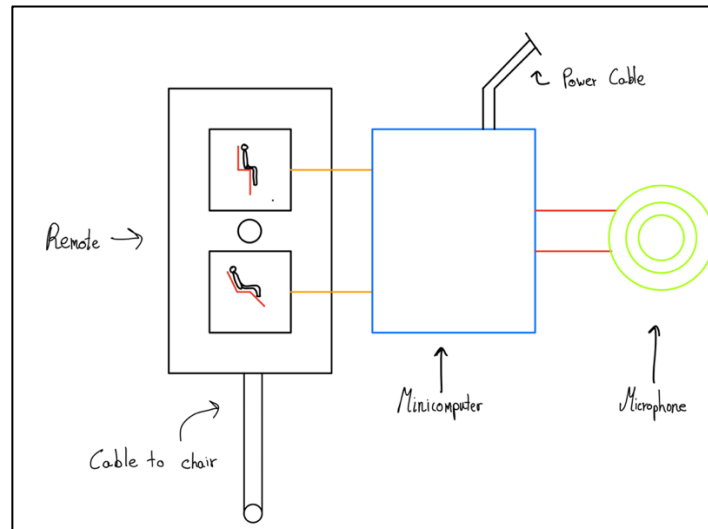 Power Cable
Remote
Minicomputer
Microphone
Cable to chair